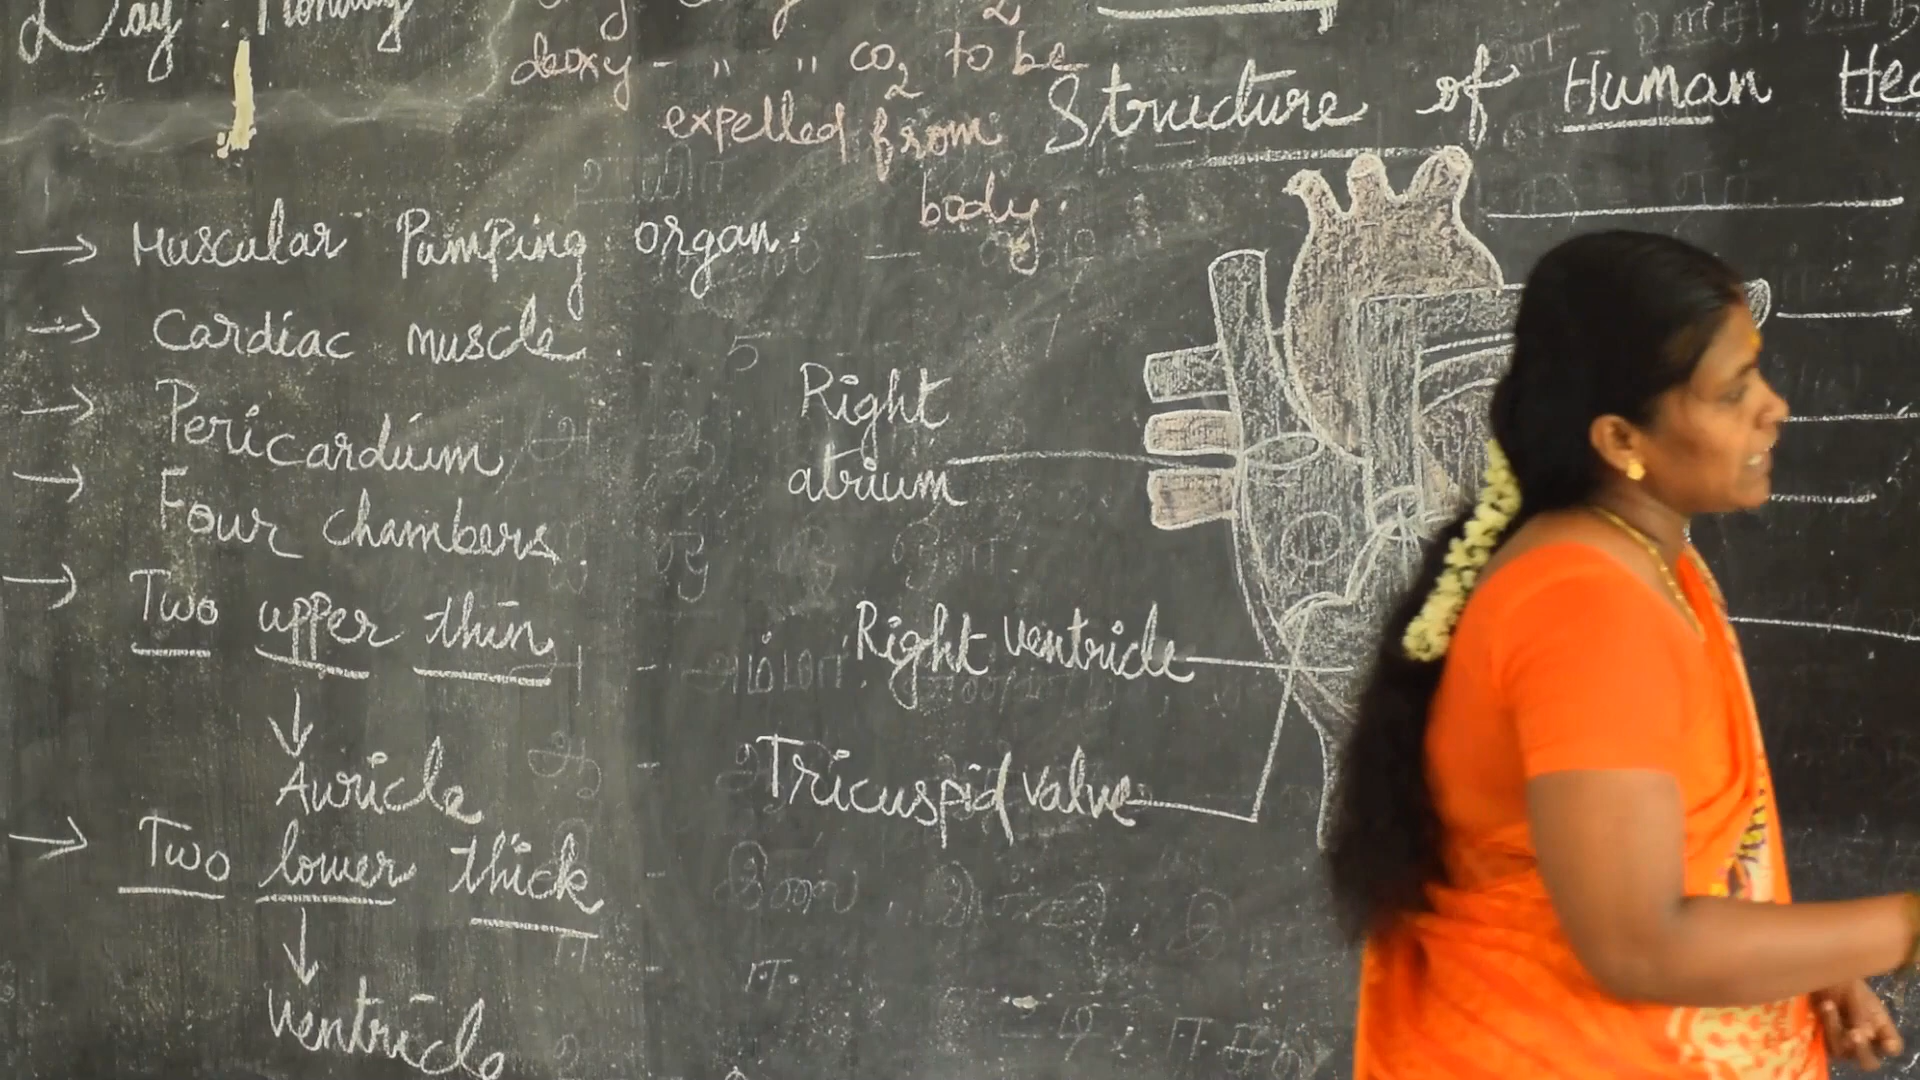 Day : Monday
deoxy - " " CO2 to be
expelled from
body.
Structure of Human
→ Muscular Pumping organ.
→ Cardiac muscle
→ Pericardium
→ Four chambers
→ Two upper thin
↓
Auricle
→ Two lower thick
↓
Ventricle
Right
atrium
Right ventricle
Tricuspid valve